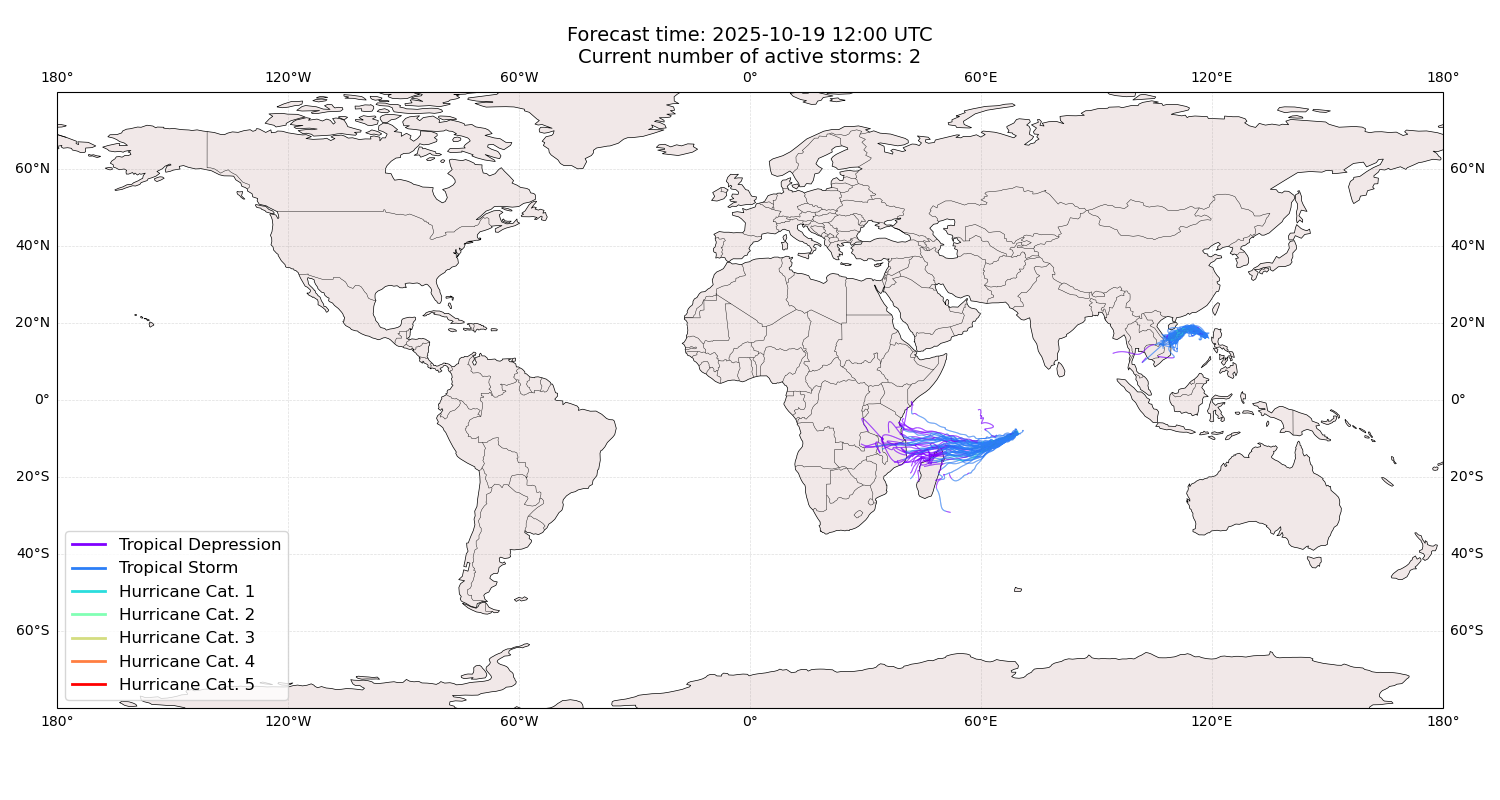 Forecast time: 2025-10-19 12:00 UTC
Current number of active storms: 2
180° 120°W 60°W 0° 60°E 120°E 180°
60°N 60°N
40°N 40°N
20°N 20°N
0° 0°
20°S 20°S
40°S 40°S
60°S 60°S
Tropical Depression
Tropical Storm
Hurricane Cat. 1
Hurricane Cat. 2
Hurricane Cat. 3
Hurricane Cat. 4
Hurricane Cat. 5
180° 120°W 60°W 0° 60°E 120°E 180°